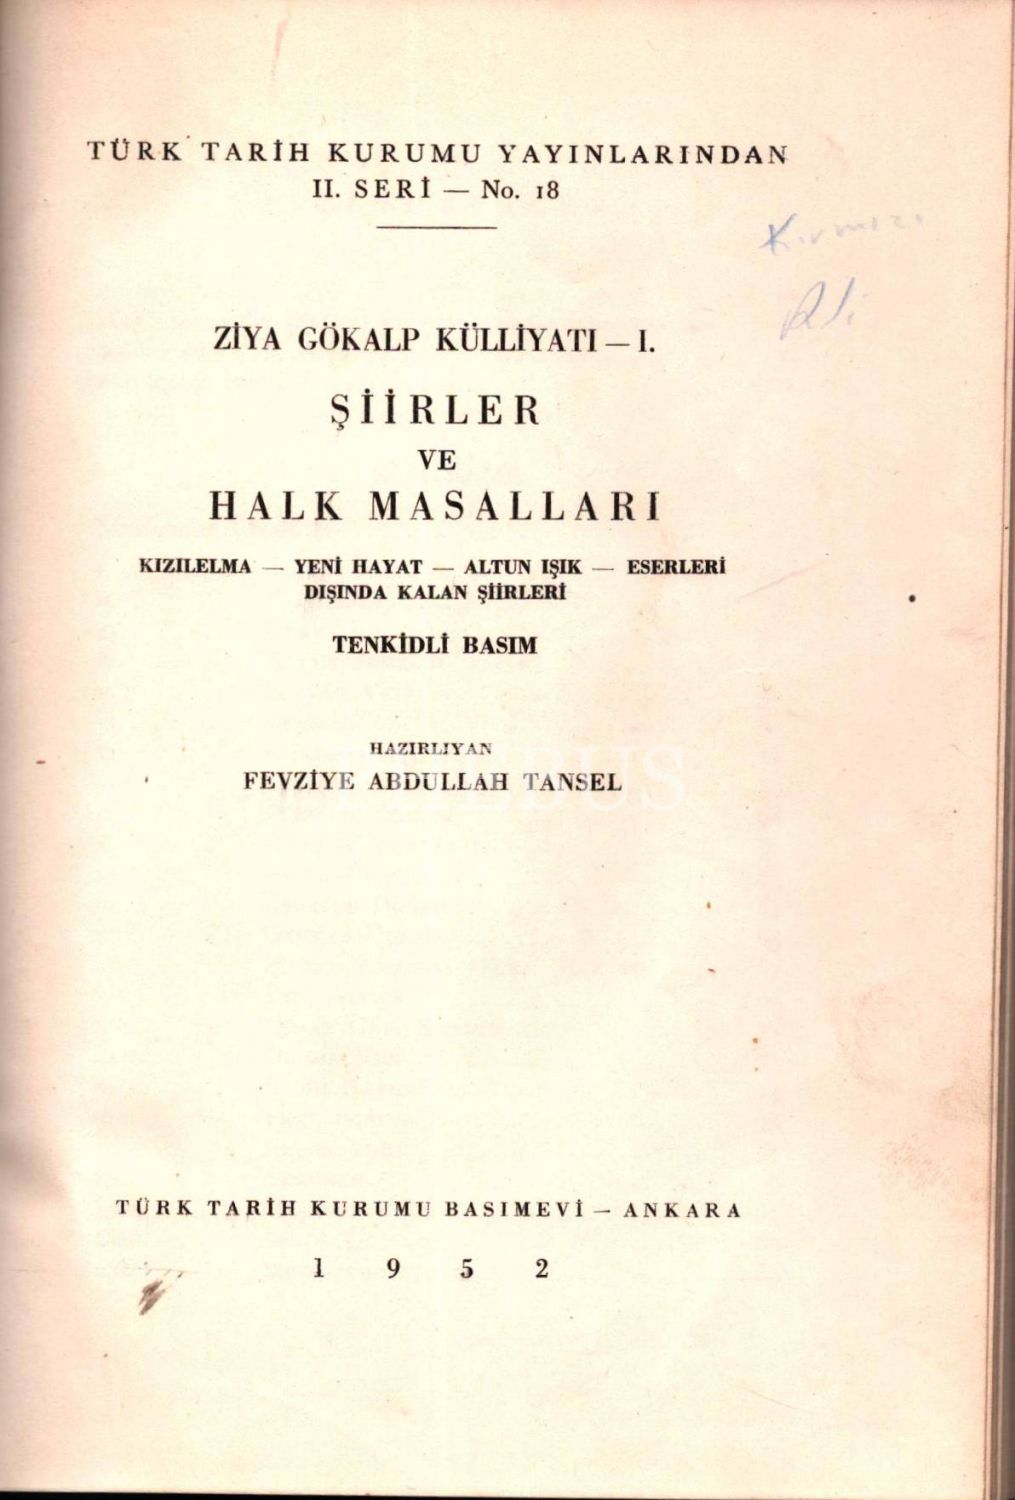 TÜRK TARİH KURUMU YAYINLARINDAN
II. SERİ — No. 18
Kırmızı
Ali
ZİYA GÖKALP KÜLLİYATI — I.
ŞİİRLER
VE
HALK MASALLARI
KIZILELMA — YENİ HAYAT — ALTUN IŞIK — ESERLERİ
DIŞINDA KALAN ŞİİRLERİ
TENKİDLİ BASIM
HAZIRLIYAN
FEVZİYE ABDULLAH TANSEL
TÜRK TARİH KURUMU BASIMEVİ — ANKARA
1 9 5 2